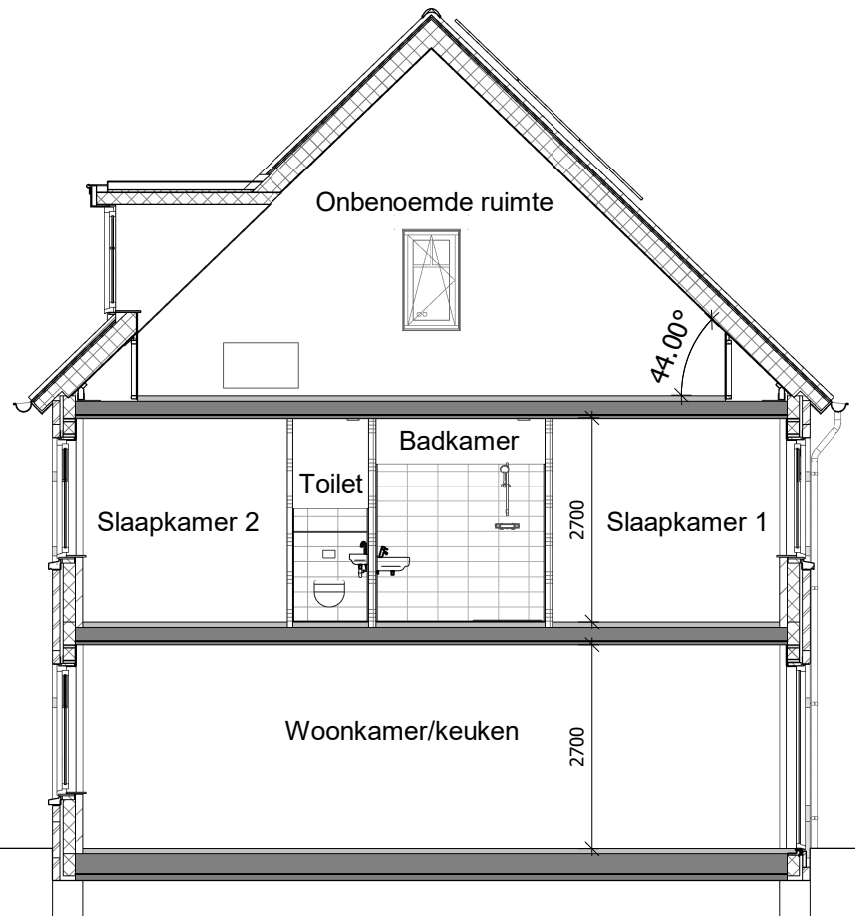 Onbenoemde ruimte
44.00°
Badkamer
Toilet
Slaapkamer 2
2700
Slaapkamer 1
Woonkamer/keuken
2700